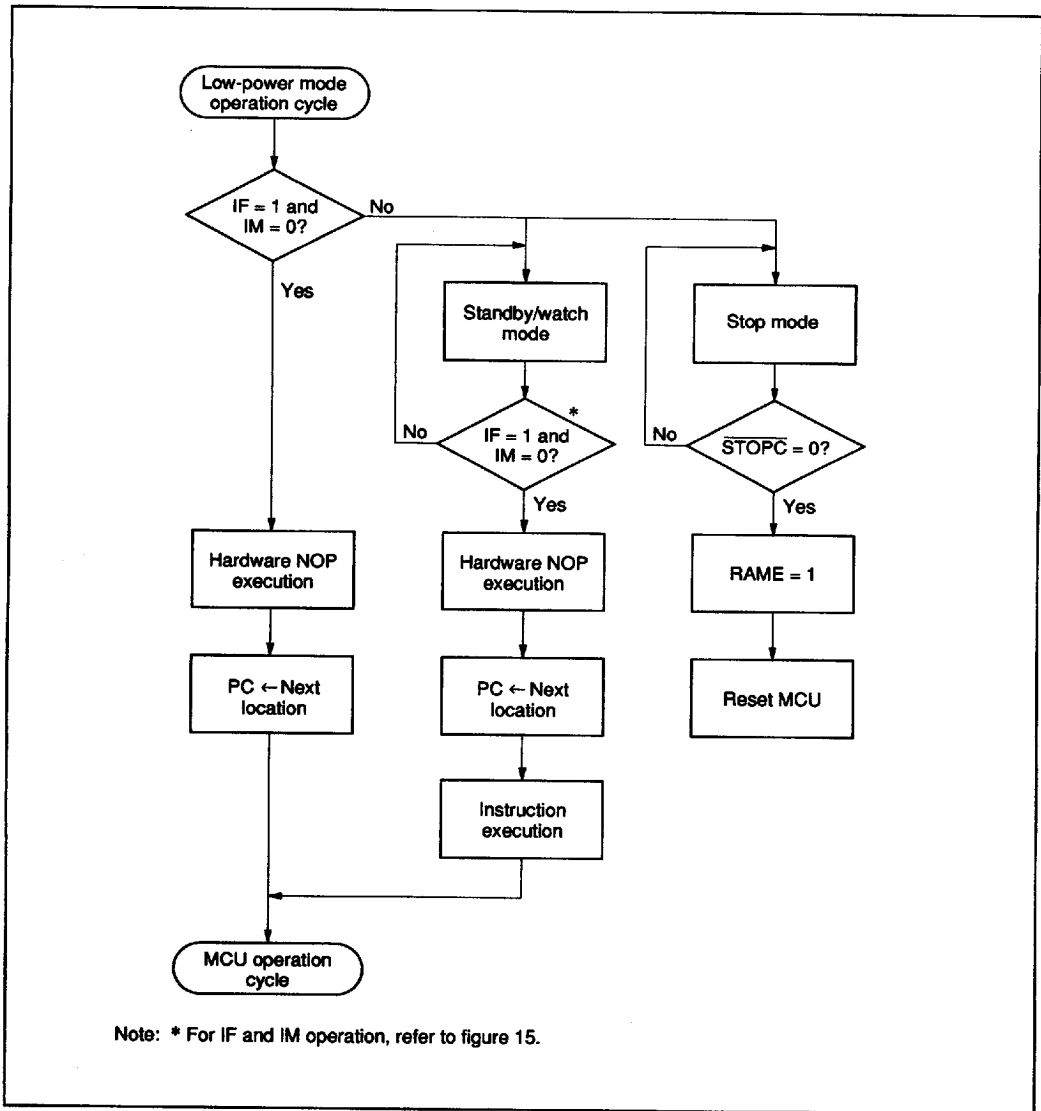 Low-power mode
operation cycle
IF = 1 and
IM = 0?
No
Yes
Standby/watch
mode
Stop mode
*
IF = 1 and
IM = 0?
No
Yes
S̅T̅O̅P̅C̅ = 0?
No
Yes
Hardware NOP
execution
Hardware NOP
execution
RAME = 1
PC ← Next
location
PC ← Next
location
Reset MCU
Instruction
execution
MCU operation
cycle
Note: * For IF and IM operation, refer to figure 15.